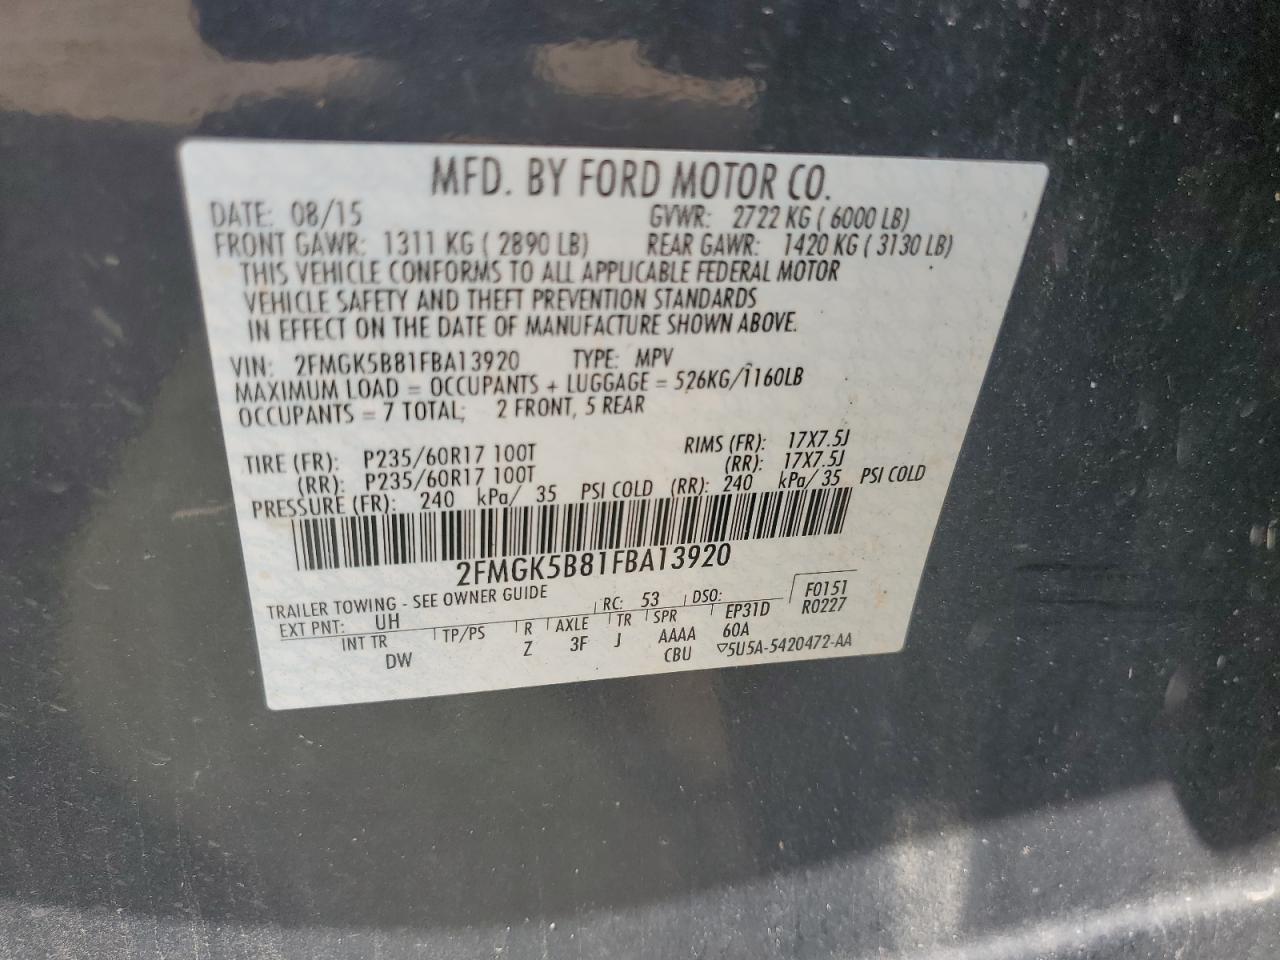 MFD. BY FORD MOTOR CO.
DATE: 08/15 GVWR: 2722 KG ( 6000 LB)
FRONT GAWR: 1311 KG ( 2890 LB) REAR GAWR: 1420 KG ( 3130 LB)
THIS VEHICLE CONFORMS TO ALL APPLICABLE FEDERAL MOTOR
VEHICLE SAFETY AND THEFT PREVENTION STANDARDS
IN EFFECT ON THE DATE OF MANUFACTURE SHOWN ABOVE.
VIN: 2FMGK5B81FBA13920 TYPE: MPV
MAXIMUM LOAD = OCCUPANTS + LUGGAGE = 526KG/1160LB
OCCUPANTS = 7 TOTAL; 2 FRONT, 5 REAR
TIRE (FR): P235/60R17 100T RIMS (FR): 17X7.5J
(RR): P235/60R17 100T (RR): 17X7.5J
PRESSURE (FR): 240 kPa/ 35 PSI COLD (RR): 240 kPa/ 35 PSI COLD
2FMGK5B81FBA13920
TRAILER TOWING - SEE OWNER GUIDE RC: 53 DSO: F0151
EXT PNT: UH EP31D R0227
INT TR TP/PS R AXLE TR SPR 60A
DW Z 3F J AAAA
CBU ▽5U5A-5420472-AA